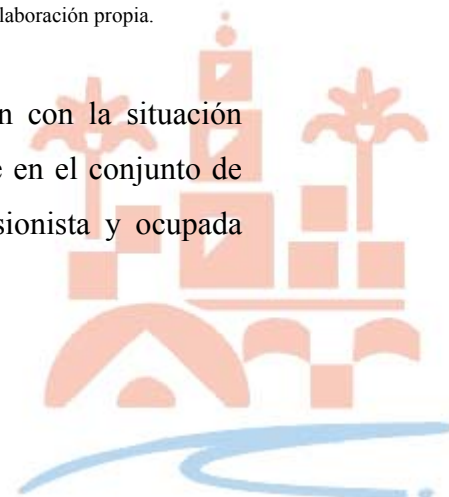 laboración propia.
n con la situación
e en el conjunto de
sionista y ocupada